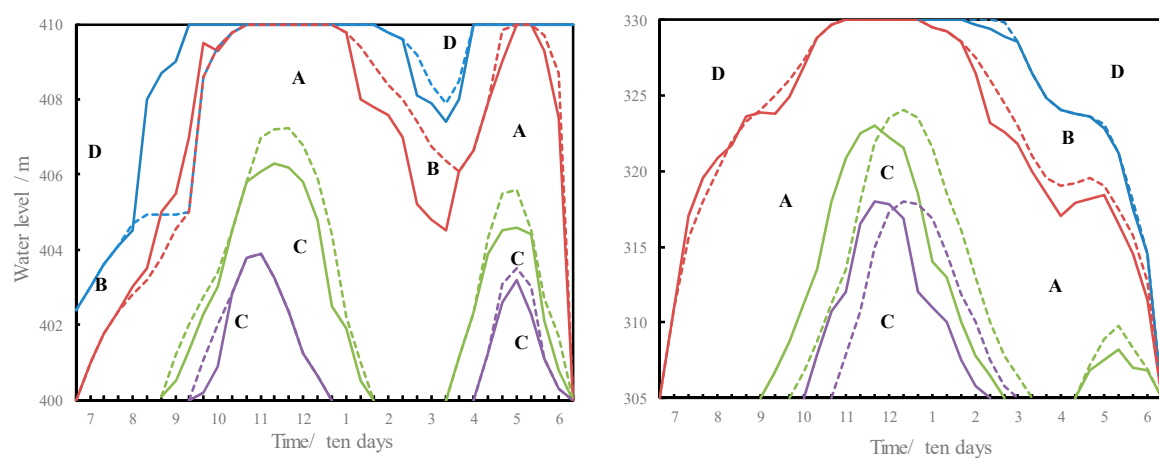 410
408
406
404
402
400
Water level / m
D
B
A
B
D
A
C
C
C
C
7 8 9 10 11 12 1 2 3 4 5 6
Time/ ten days
330
325
320
315
310
305
D
A
C
C
B
D
A
7 8 9 10 11 12 1 2 3 4 5 6
Time/ ten days